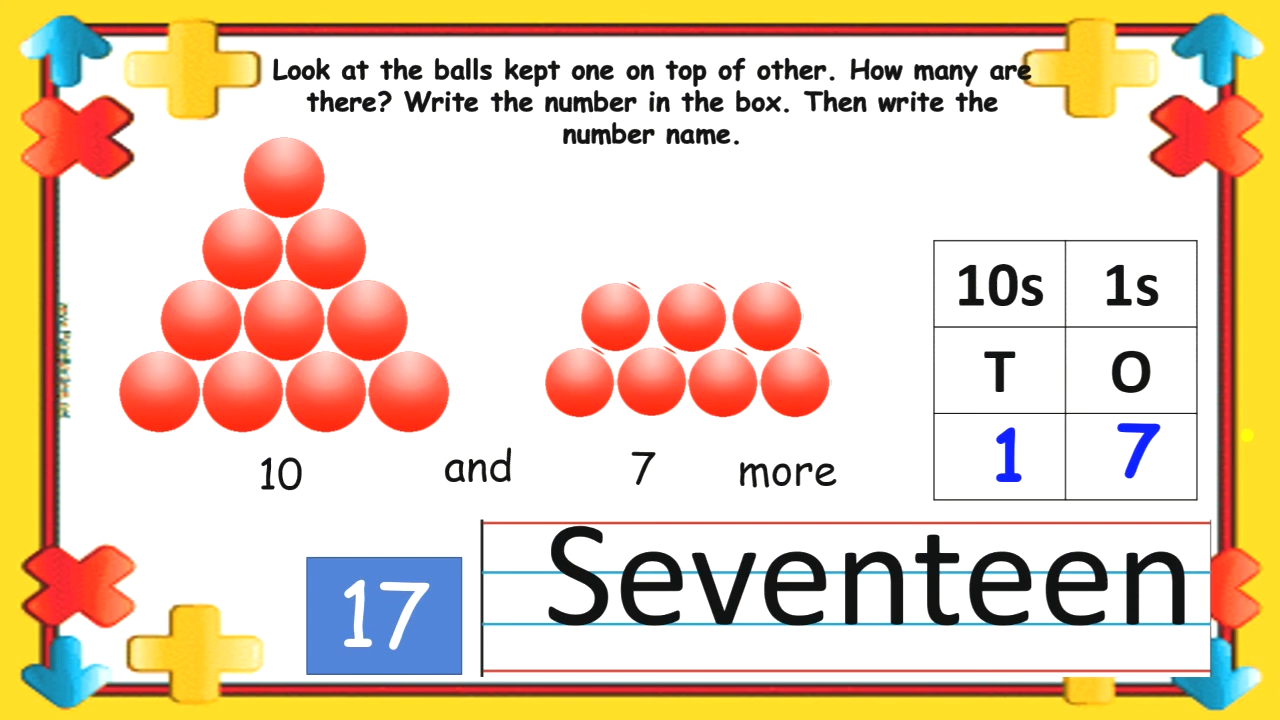 Look at the balls kept one on top of other. How many are
there? Write the number in the box. Then write the
number name.
10s 1s
T O
1 7
10 and 7 more
17
Seventeen